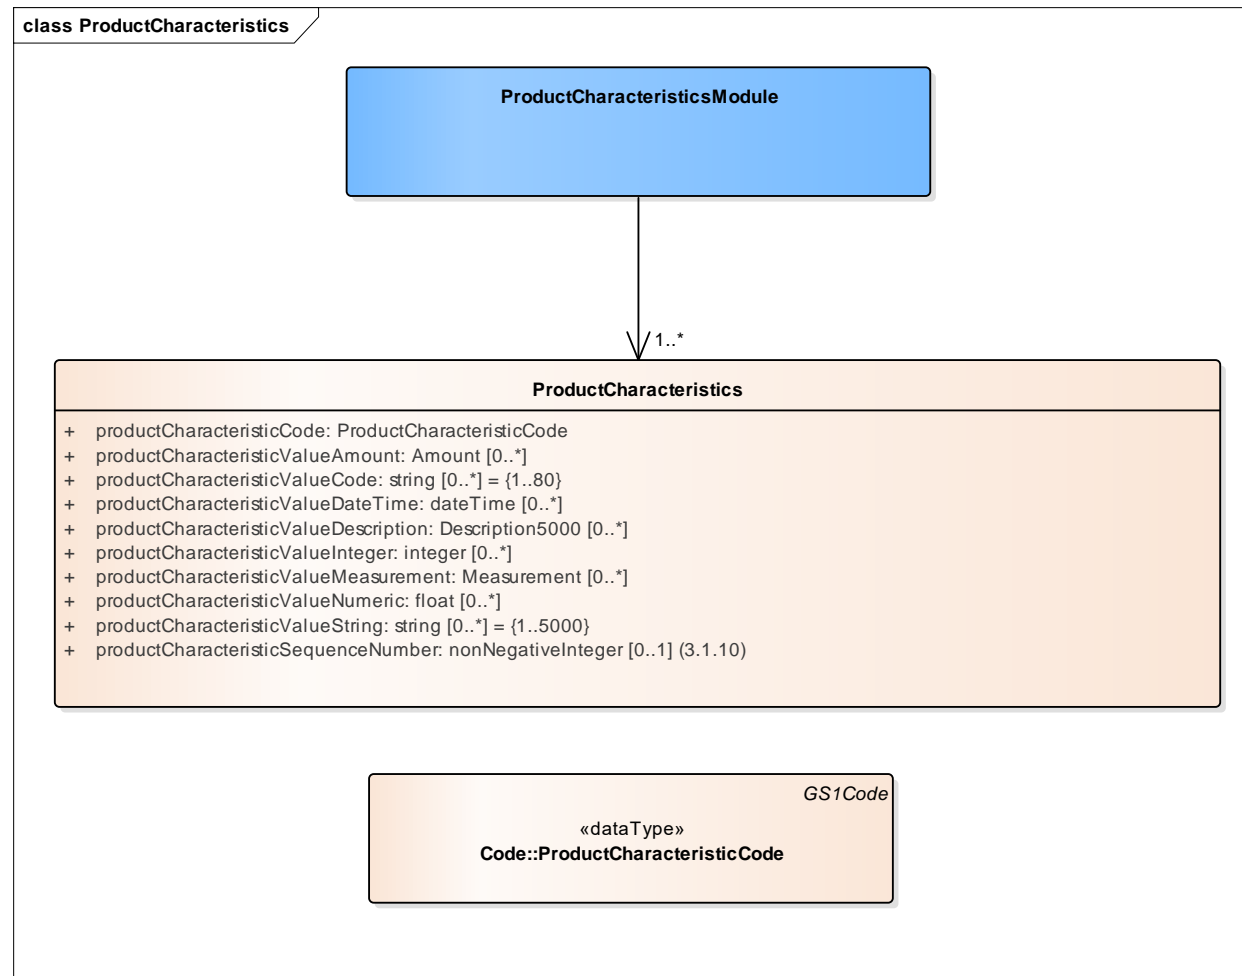 class ProductCharacteristics
ProductCharacteristicsModule
1..*
ProductCharacteristics
+ productCharacteristicCode: ProductCharacteristicCode
+ productCharacteristicValueAmount: Amount [0..*]
+ productCharacteristicValueCode: string [0..*] = {1..80}
+ productCharacteristicValueDateTime: dateTime [0..*]
+ productCharacteristicValueDescription: Description5000 [0..*]
+ productCharacteristicValueInteger: integer [0..*]
+ productCharacteristicValueMeasurement: Measurement [0..*]
+ productCharacteristicValueNumeric: float [0..*]
+ productCharacteristicValueString: string [0..*] = {1..5000}
+ productCharacteristicSequenceNumber: nonNegativeInteger [0..1] (3.1.10)
GS1Code
«dataType»
Code::ProductCharacteristicCode